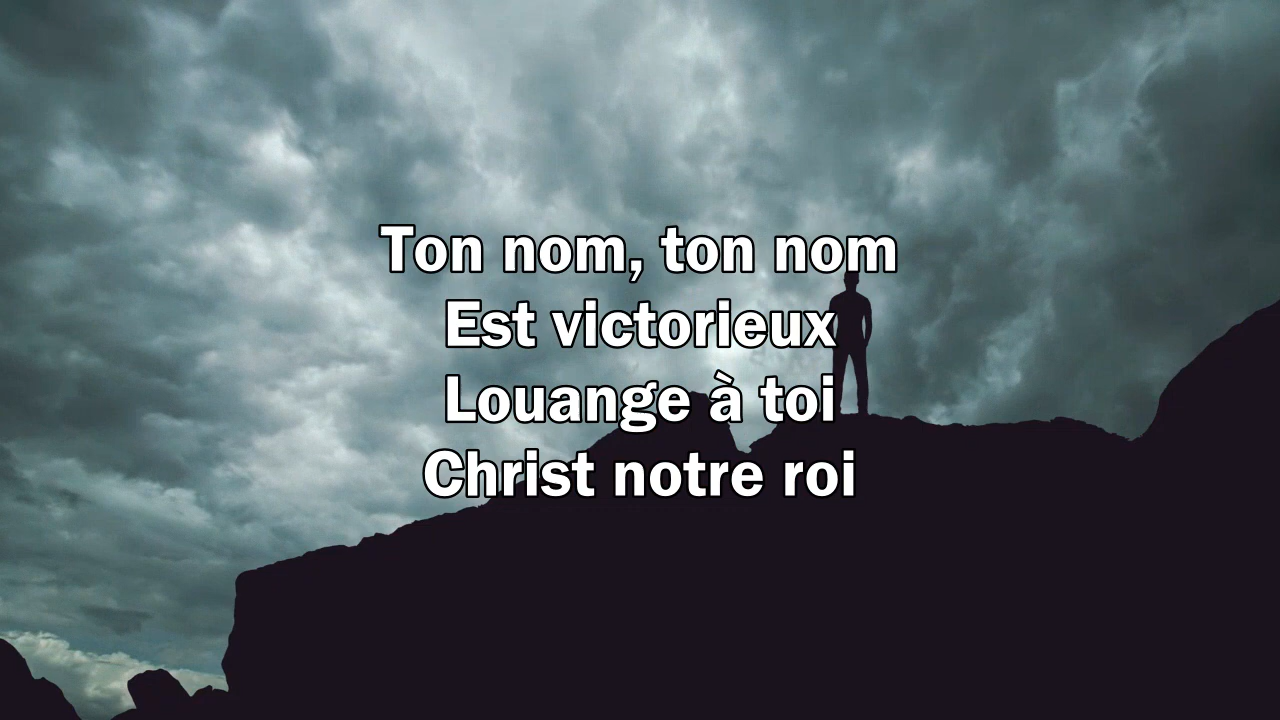 Ton nom, ton nom
Est victorieux
Louange à toi
Christ notre roi